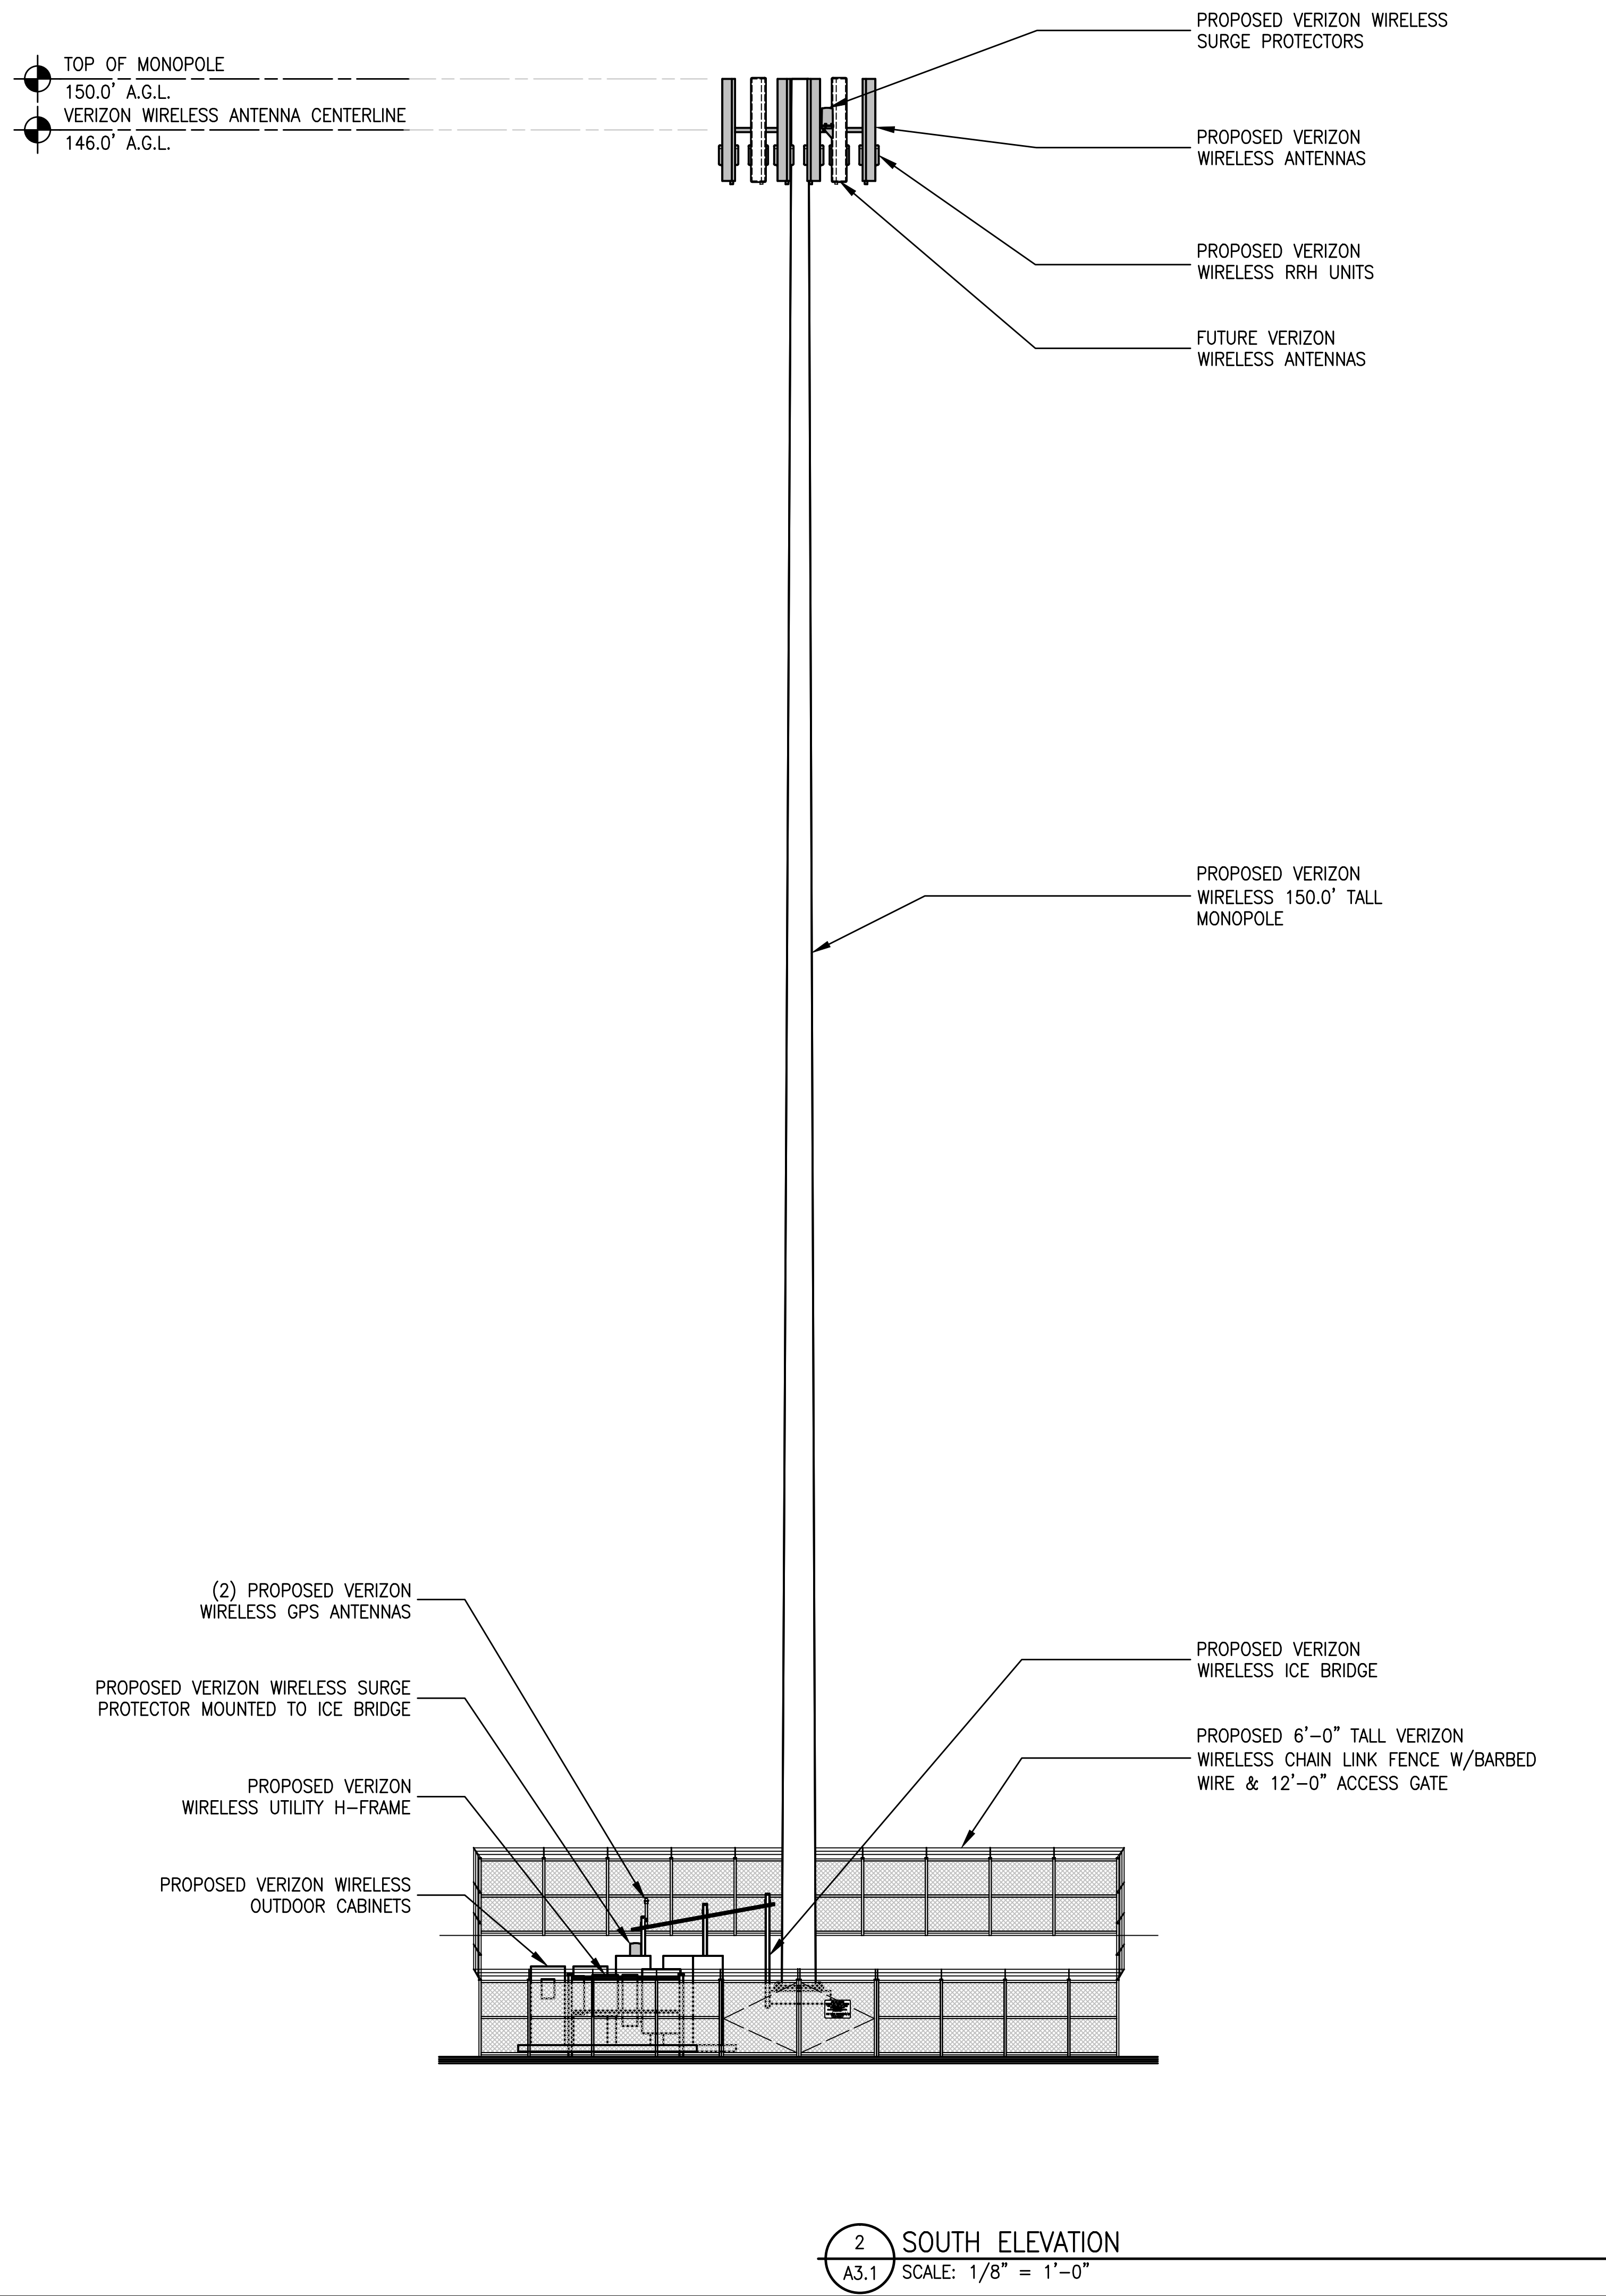 PROPOSED VERIZON WIRELESS
SURGE PROTECTORS
TOP OF MONOPOLE
150.0' A.G.L.
VERIZON WIRELESS ANTENNA CENTERLINE
146.0' A.G.L.
PROPOSED VERIZON
WIRELESS ANTENNAS
PROPOSED VERIZON
WIRELESS RRH UNITS
FUTURE VERIZON
WIRELESS ANTENNAS
PROPOSED VERIZON
WIRELESS 150.0' TALL
MONOPOLE
(2) PROPOSED VERIZON
WIRELESS GPS ANTENNAS
PROPOSED VERIZON WIRELESS SURGE
PROTECTOR MOUNTED TO ICE BRIDGE
PROPOSED VERIZON
WIRELESS UTILITY H-FRAME
PROPOSED VERIZON WIRELESS
OUTDOOR CABINETS
PROPOSED VERIZON
WIRELESS ICE BRIDGE
PROPOSED 6'-0" TALL VERIZON
WIRELESS CHAIN LINK FENCE W/BARBED
WIRE & 12'-0" ACCESS GATE
2
A3.1
SOUTH ELEVATION
SCALE: 1/8" = 1'-0"